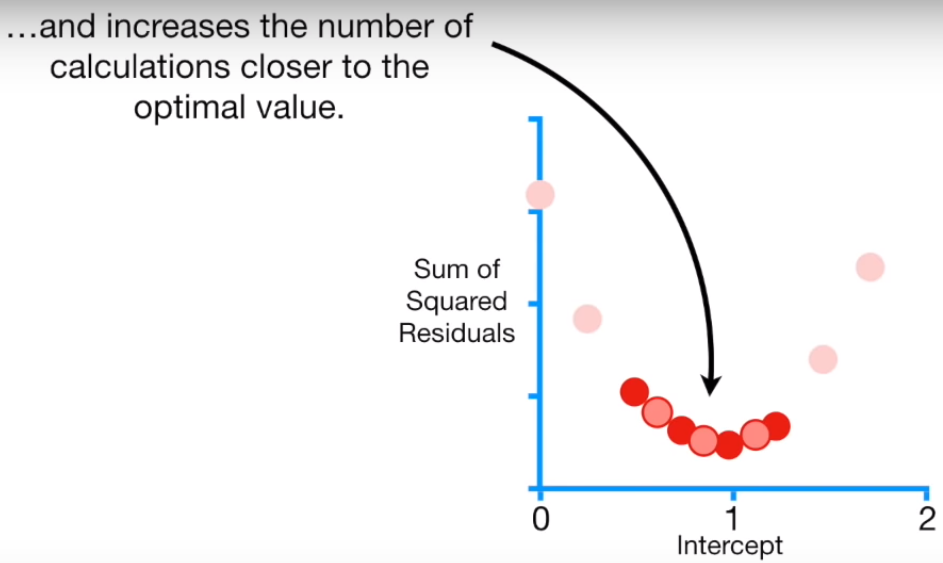 ...and increases the number of
calculations closer to the
optimal value.
Sum of
Squared
Residuals
0
1
2
Intercept